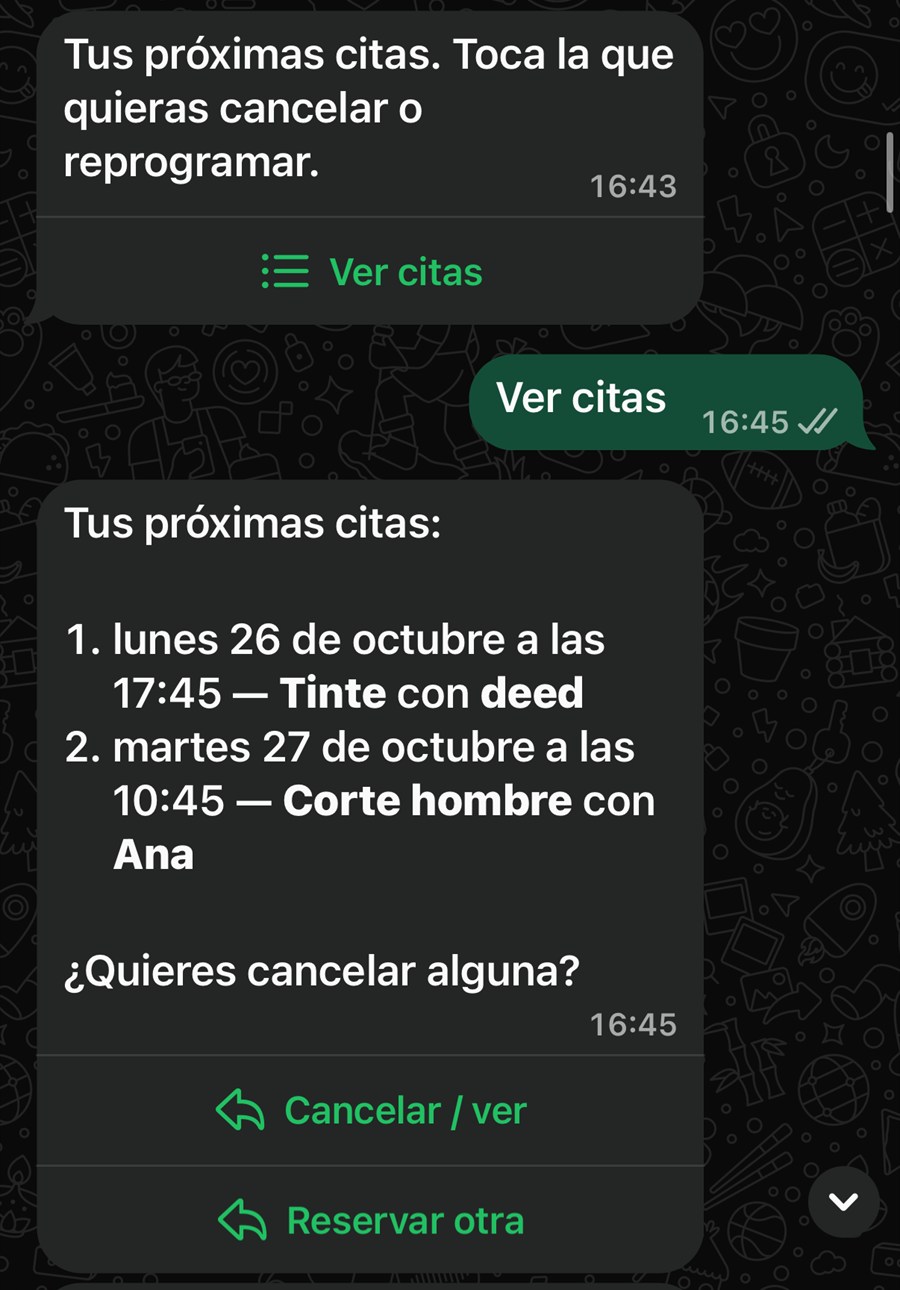 Tus próximas citas. Toca la que
quieras cancelar o
reprogramar.
16:43
Ver citas
Ver citas
16:45
Tus próximas citas:
1. lunes 26 de octubre a las
17:45 — Tinte con deed
2. martes 27 de octubre a las
10:45 — Corte hombre con
Ana
¿Quieres cancelar alguna?
16:45
Cancelar / ver
Reservar otra